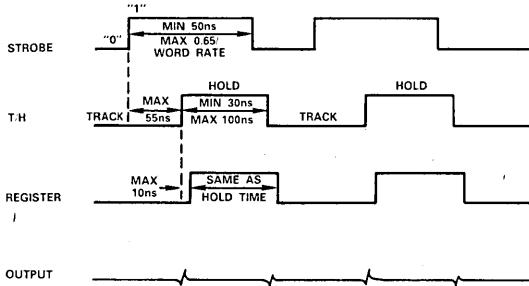 "1"
"0"
MIN 50ns
MAX 0.65/
WORD RATE
STROBE
HOLD
HOLD
MAX
55ns
MIN 30ns
MAX 100ns
T/H
TRACK
TRACK
MAX
10ns
SAME AS
HOLD TIME
REGISTER
OUTPUT